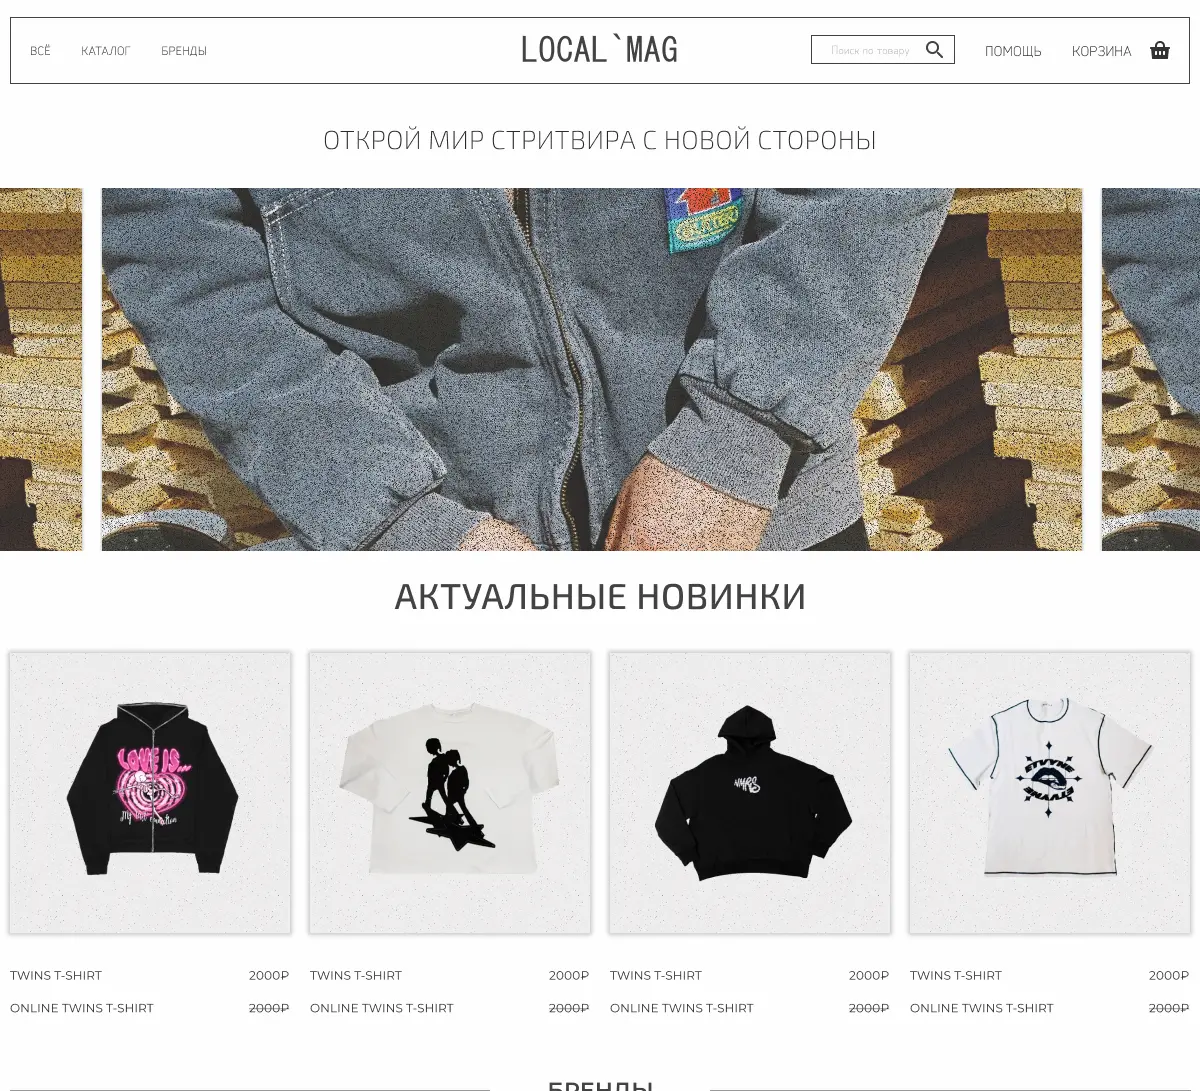 ВСЁ КАТАЛОГ БРЕНДЫ LOCAL`MAG Поиск по товару ПОМОЩЬ КОРЗИНА
ОТКРОЙ МИР СТРИТВИРА С НОВОЙ СТОРОНЫ
АКТУАЛЬНЫЕ НОВИНКИ
LOVE IS...
TWINS T-SHIRT 2000₽ TWINS T-SHIRT 2000₽ TWINS T-SHIRT 2000₽ TWINS T-SHIRT 2000₽
ONLINE TWINS T-SHIRT 2000₽ ONLINE TWINS T-SHIRT 2000₽ ONLINE TWINS T-SHIRT 2000₽ ONLINE TWINS T-SHIRT 2000₽
БРЕНДЫ